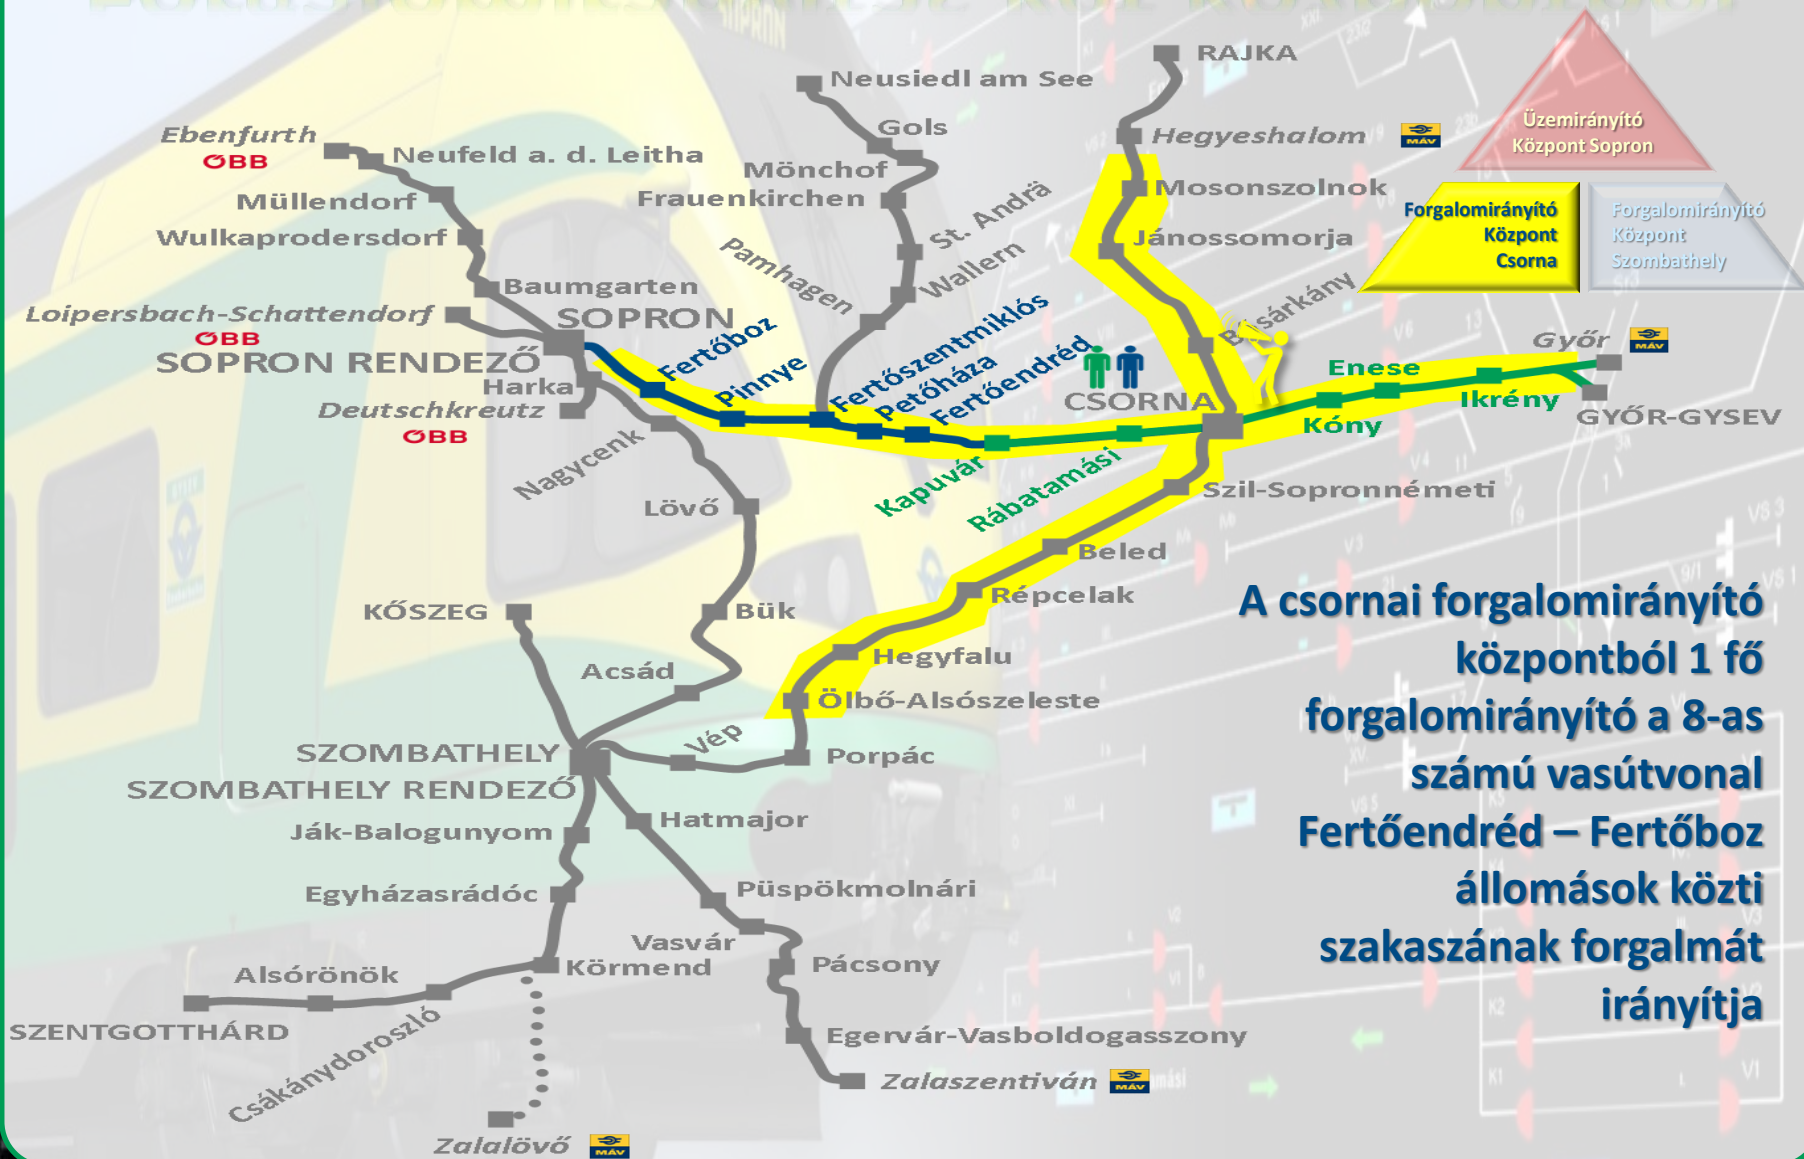 SOPRON
RAJKA
Neusiedl am See
Gols
Ebenfurth
ÖBB
Neufeld a. d. Leitha
Mönchof
Hegyeshalom
MÁV
Üzemirányító
Központ Sopron
Müllendorf
Frauenkirchen
Mosonszolnok
St. Andrä
Forgalomirányító
Központ
Csorna
Forgalomirányító
Központ
Szombathely
Wulkaprodersdorf
Pamhagen
Wallern
Jánossomorja
Baumgarten
Loipersbach-Schattendorf
ÖBB
SOPRON
SOPRON RENDEZŐ
Fertőboz
Pinnye
Fertőszentmiklós
Petőháza
Fertőendréd
Győr
MÁV
Harka
Deutschkreutz
ÖBB
CSORNA
Enese
Ikrény
Kóny
GYŐR-GYSEV
Nagycenk
Kapuvár
Rábatamási
Szil-Sopronnémeti
Lövő
Beled
Répcelak
KŐSZEG
Bük
Hegyfalu
Acsád
Ölbő-Alsószeleste
SZOMBATHELY
SZOMBATHELY RENDEZŐ
Vép
Porpác
Ják-Balogunyom
Hatmajor
Egyházasrádóc
Püspökmolnári
Vasvár
Körmend
Pácsony
Alsórönök
SZENTGOTTHÁRD
Csákánydoroszló
Egervár-Vasboldogasszony
Zalaszentiván
MÁV
Zalalövő
MÁV
A csornai forgalomirányító
központból 1 fő
forgalomirányító a 8-as
számú vasútvonal
Fertőendréd – Fertőboz
állomások közti
szakaszának forgalmát
irányítja